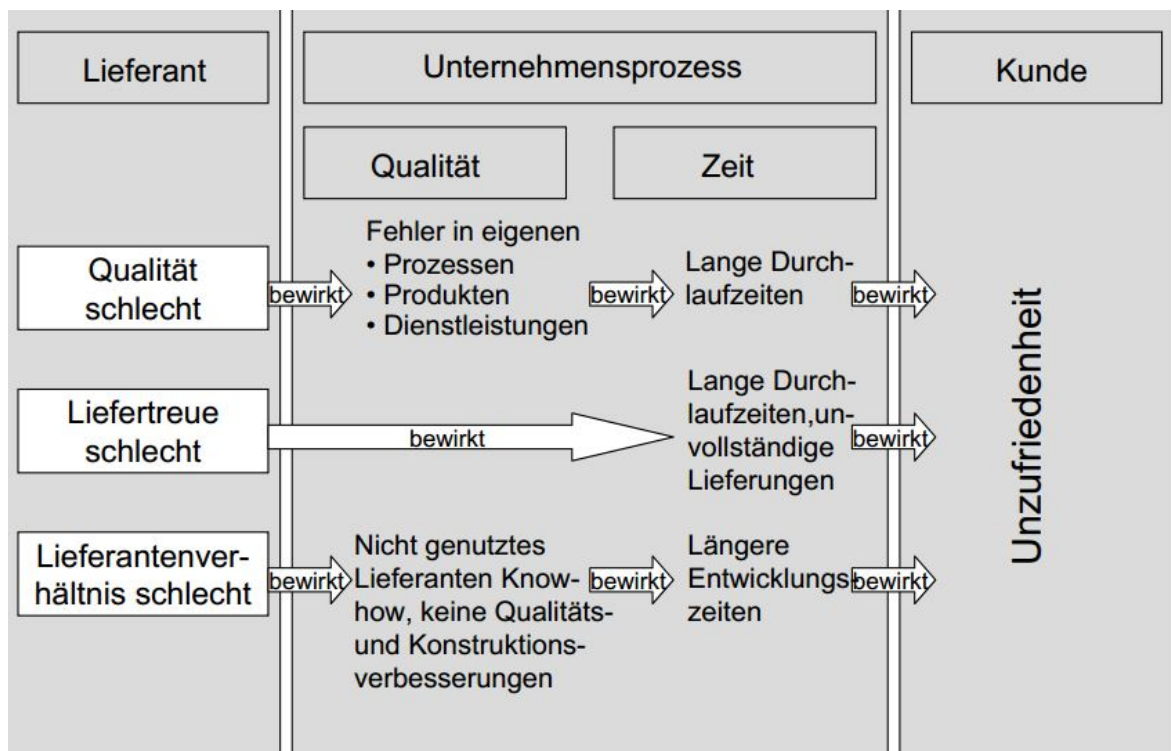 Lieferant
Unternehmensprozess
Kunde
Qualität
Zeit
Qualität
schlecht
bewirkt
Fehler in eigenen
• Prozessen
• Produkten
• Dienstleistungen
bewirkt
Lange Durch-
laufzeiten
bewirkt
Liefertreue
schlecht
bewirkt
Lange Durch-
laufzeiten,un-
vollständige
Lieferungen
bewirkt
Lieferantenver-
hältnis schlecht
bewirkt
Nicht genutztes
Lieferanten Know-
how, keine Qualitäts-
und Konstruktions-
verbesserungen
bewirkt
Längere
Entwicklungs-
zeiten
bewirkt
Unzufriedenheit